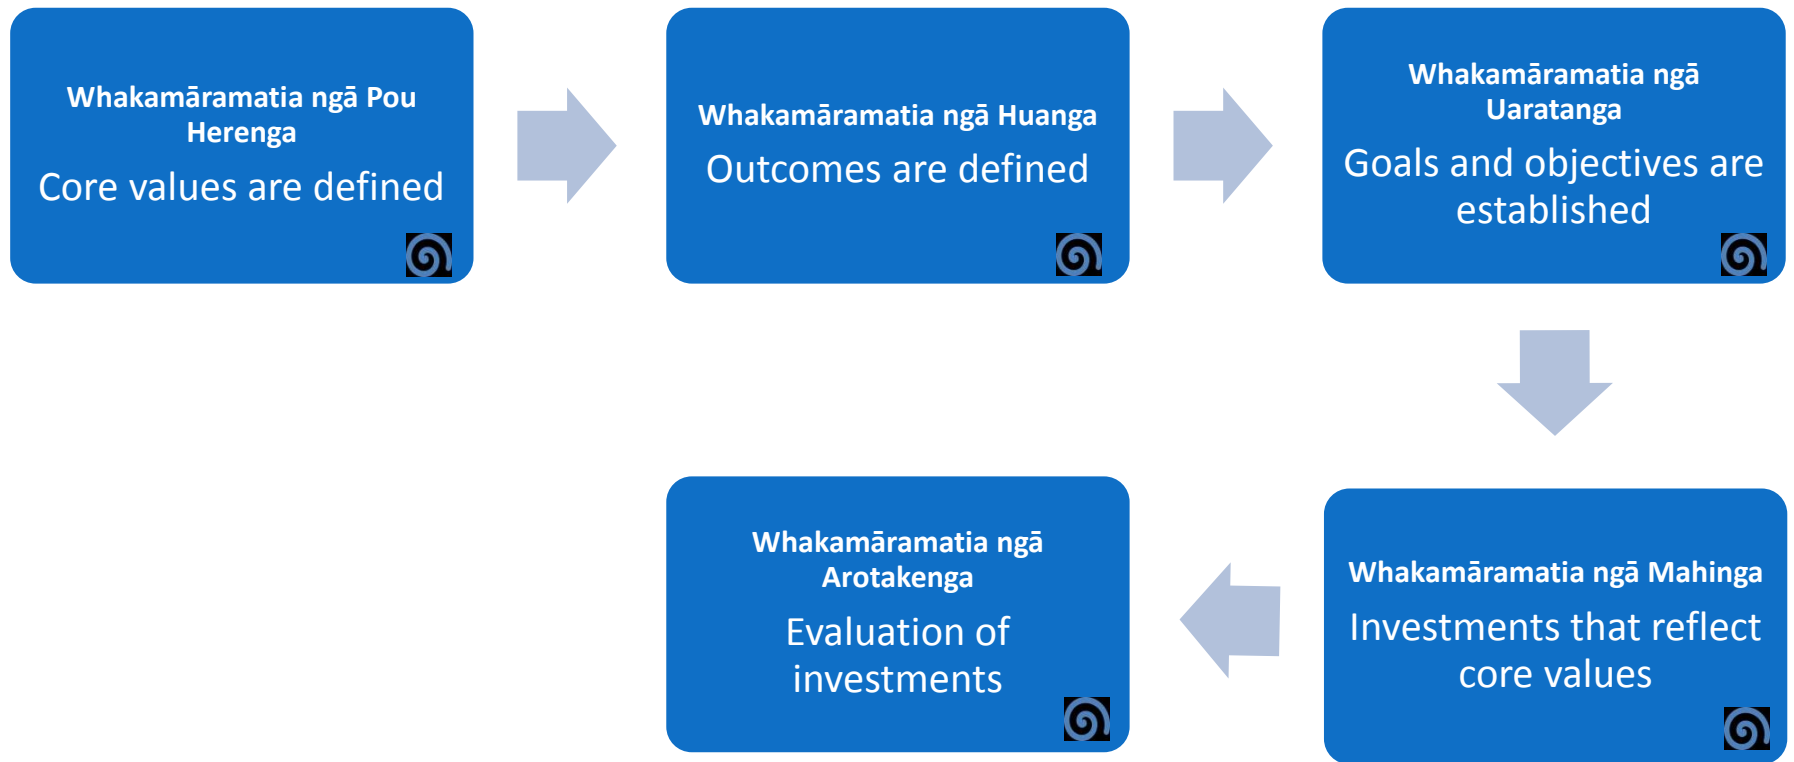 Whakamāramatia ngā Pou
Herenga
Core values are defined
Whakamāramatia ngā Huanga
Outcomes are defined
Whakamāramatia ngā
Uaratanga
Goals and objectives are
established
Whakamāramatia ngā Mahinga
Investments that reflect
core values
Whakamāramatia ngā
Arotakenga
Evaluation of
investments